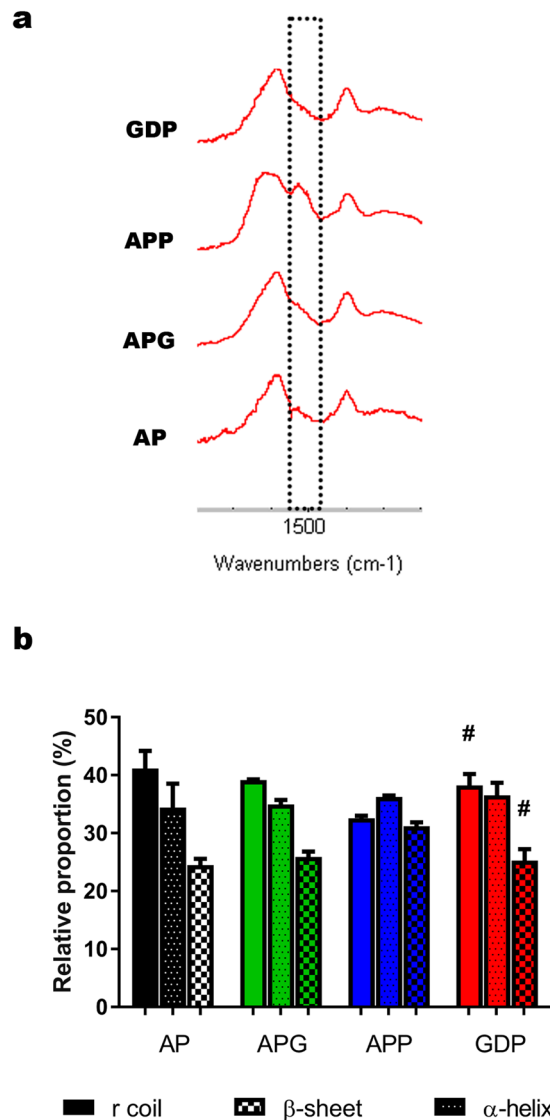 a
GDP
APP
APG
AP
1500
Wavenumbers (cm-1)
b
Relative proportion (%)
50
40
30
20
10
0
#
#
AP APG APP GDP
r coil β-sheet α-helix